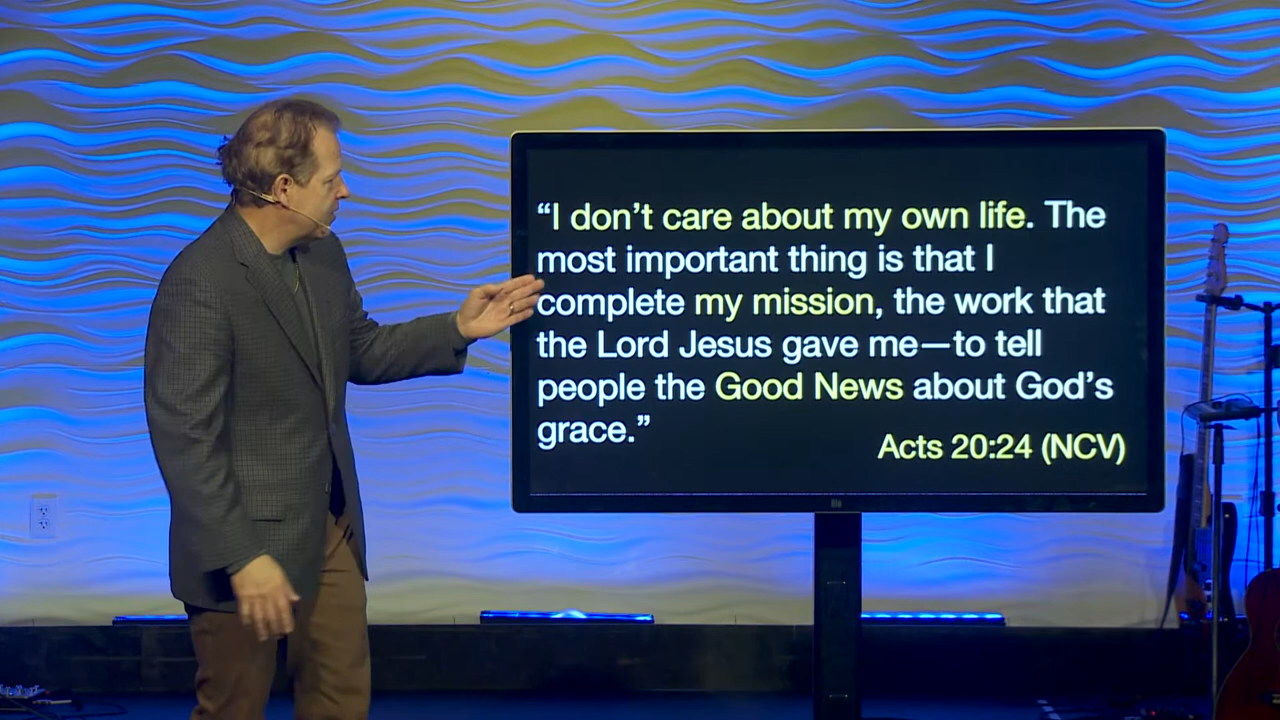 “I don’t care about my own life. The
most important thing is that I
complete my mission, the work that
the Lord Jesus gave me—to tell
people the Good News about God’s
grace.”
Acts 20:24 (NCV)